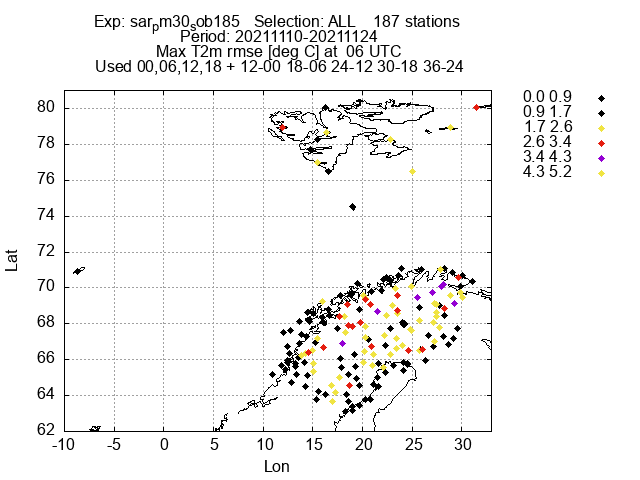 Exp: sarpm30sob185 Selection: ALL 187 stations
Period: 20211110-20211124
Max T2m rmse [deg C] at 06 UTC
Used 00,06,12,18 + 12-00 18-06 24-12 30-18 36-24
0.0 0.9
0.9 1.7
1.7 2.6
2.6 3.4
3.4 4.3
4.3 5.2
80
78
76
74
72
70
68
66
64
62
Lat
-10 -5 0 5 10 15 20 25 30
Lon